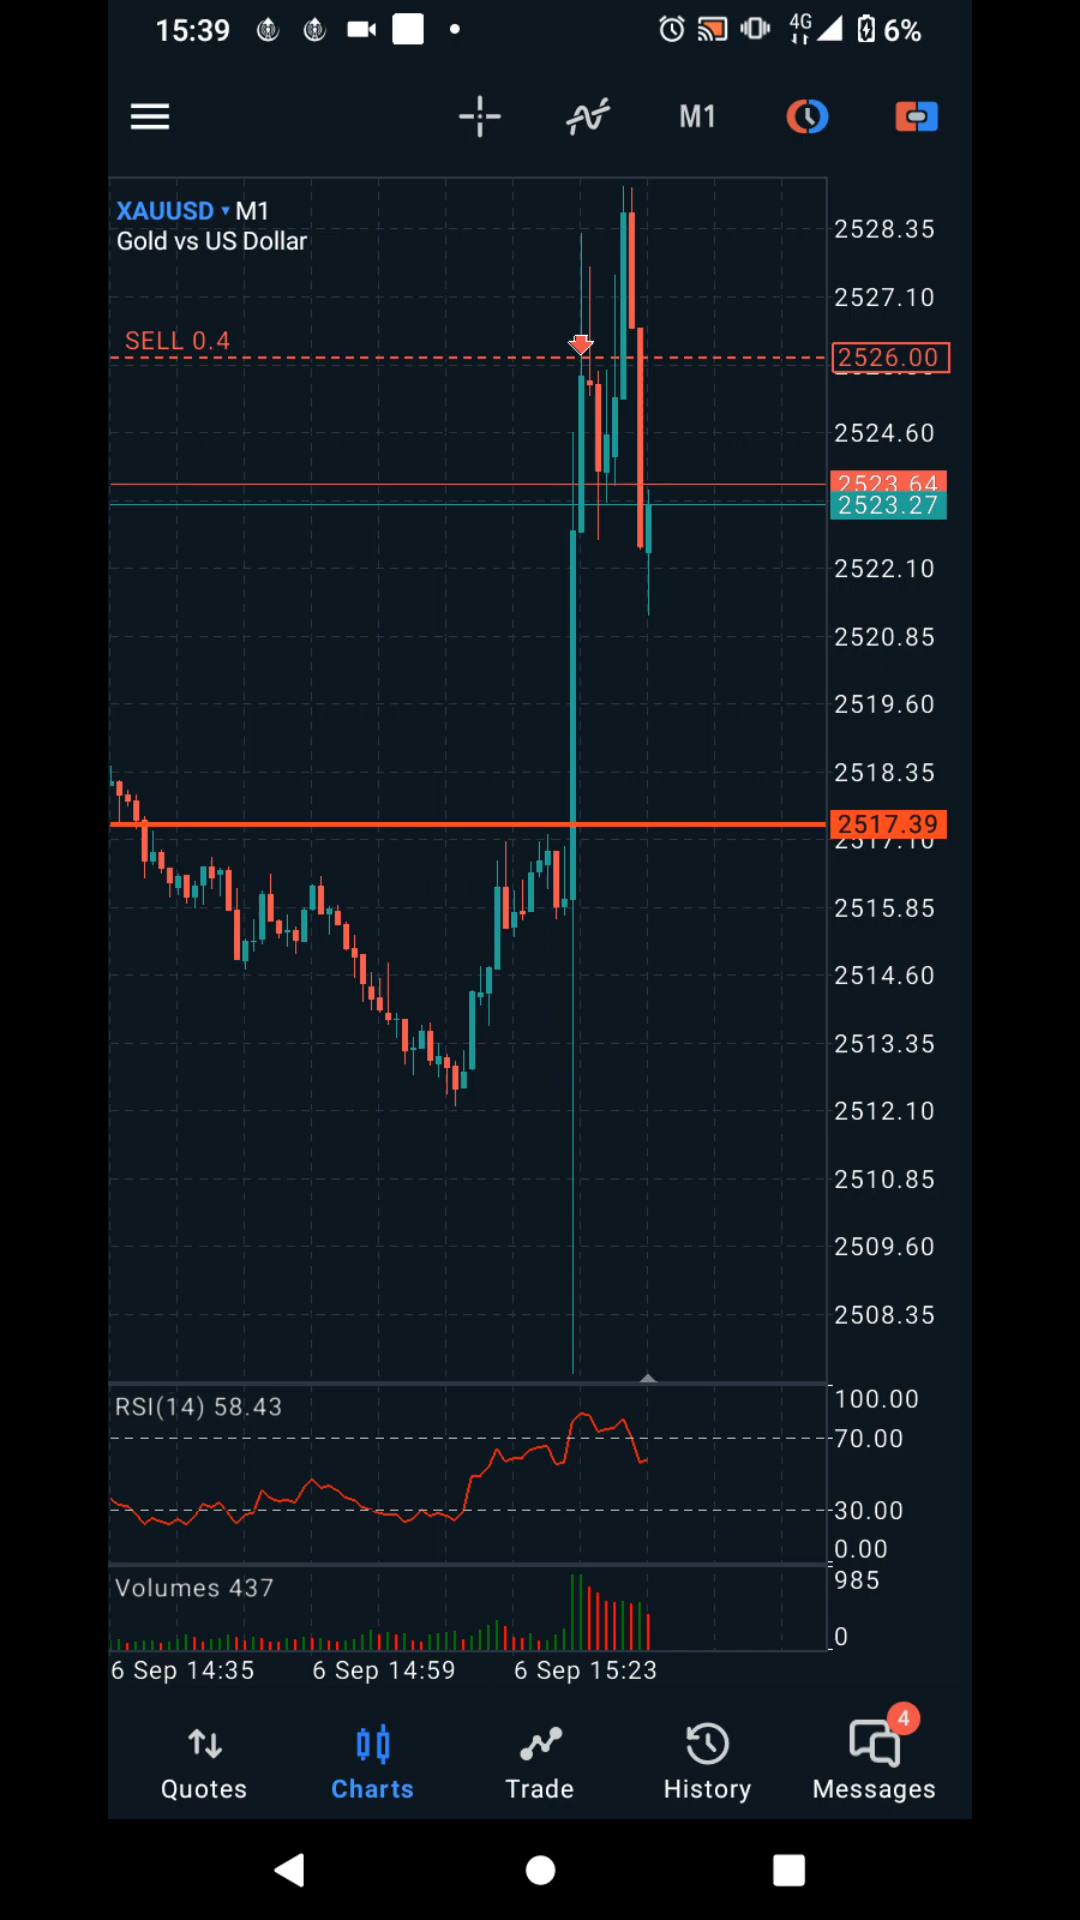 15:39
4G
6%
M1
XAUUSD ▾ M1
Gold vs US Dollar
2528.35
2527.10
SELL 0.4
2526.00
2524.60
2523.64
2523.27
2522.10
2520.85
2519.60
2518.35
2517.39
2517.10
2515.85
2514.60
2513.35
2512.10
2510.85
2509.60
2508.35
RSI(14) 58.43
100.00
70.00
30.00
0.00
Volumes 437
985
0
6 Sep 14:35
6 Sep 14:59
6 Sep 15:23
4
Quotes
Charts
Trade
History
Messages